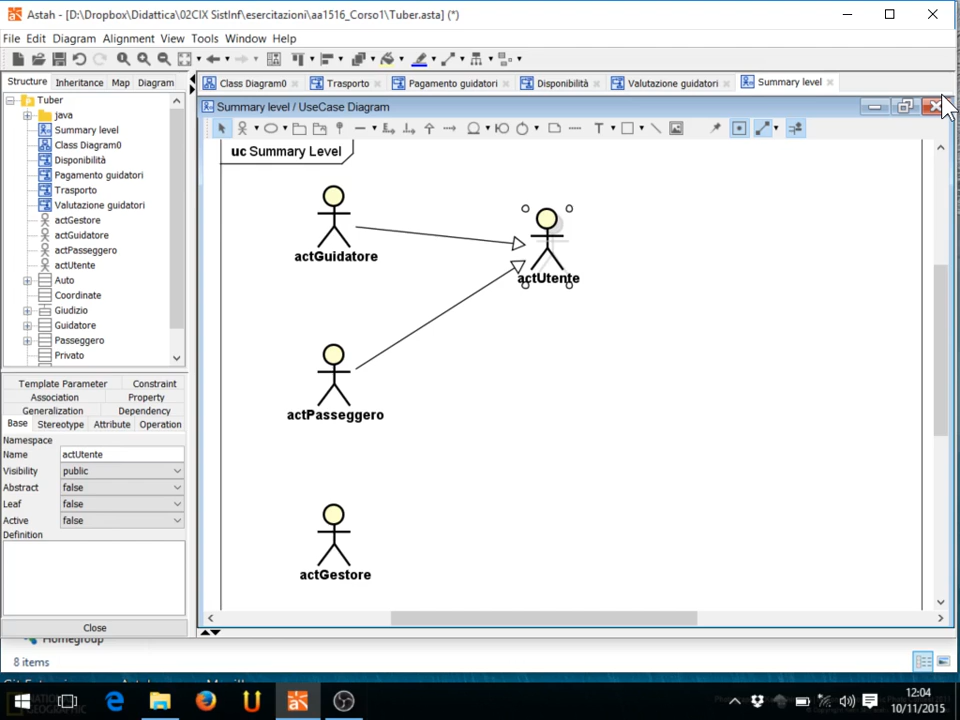 Astah - [D:\Dropbox\Didattica\02CIX SistInf\esercitazioni\aa1516_Corso1\Tuber.asta] (*)
File Edit Diagram Alignment View Tools Window Help
Structure Inheritance Map Diagram
Class Diagram0 Trasporto Pagamento guidatori Disponibilità Valutazione guidatori Summary level
Summary level / UseCase Diagram
Tuber
java
Summary level
Class Diagram0
Disponibilità
Pagamento guidatori
Trasporto
Valutazione guidatori
actGestore
actGuidatore
actPasseggero
actUtente
Auto
Coordinate
Giudizio
Guidatore
Passeggero
Privato
uc Summary Level
actGuidatore
actUtente
actPasseggero
actGestore
Template Parameter Constraint
Association Property
Generalization Dependency
Base Stereotype Attribute Operation
Namespace
Name actUtente
Visibility public
Abstract false
Leaf false
Active false
Definition
Close
Homegroup
8 items
12:04
10/11/2015